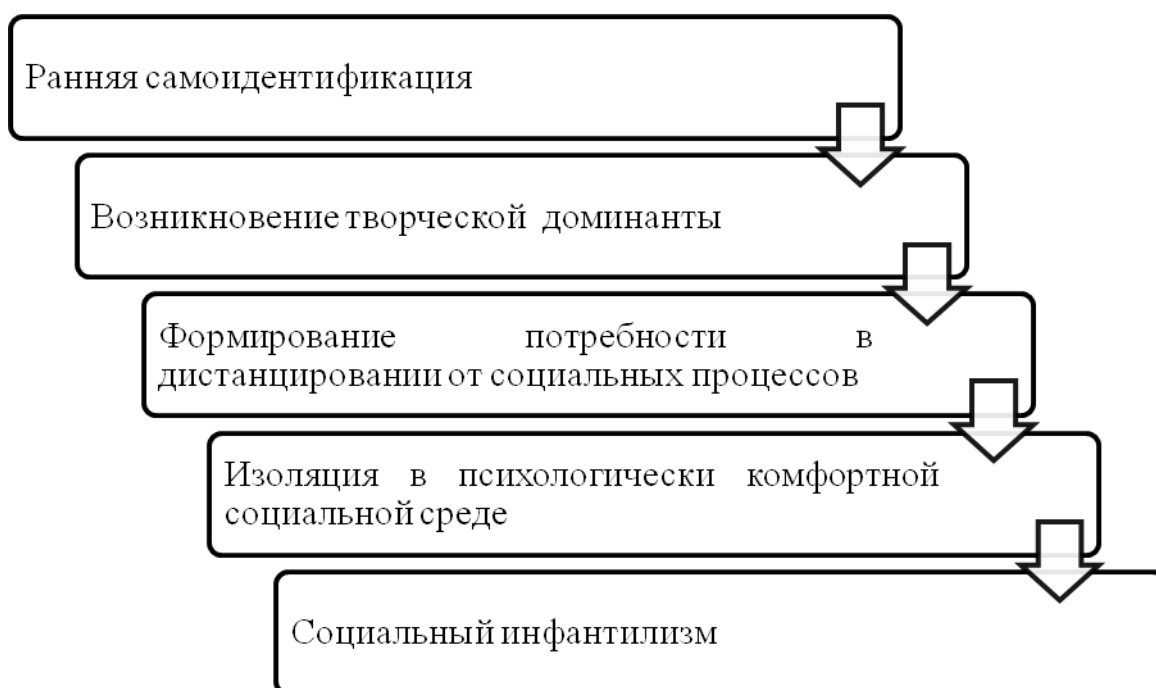 Ранняя самоидентификация
Возникновение творческой доминанты
Формирование потребности в
дистанцировании от социальных процессов
Изоляция в психологически комфортной
социальной среде
Социальный инфантилизм